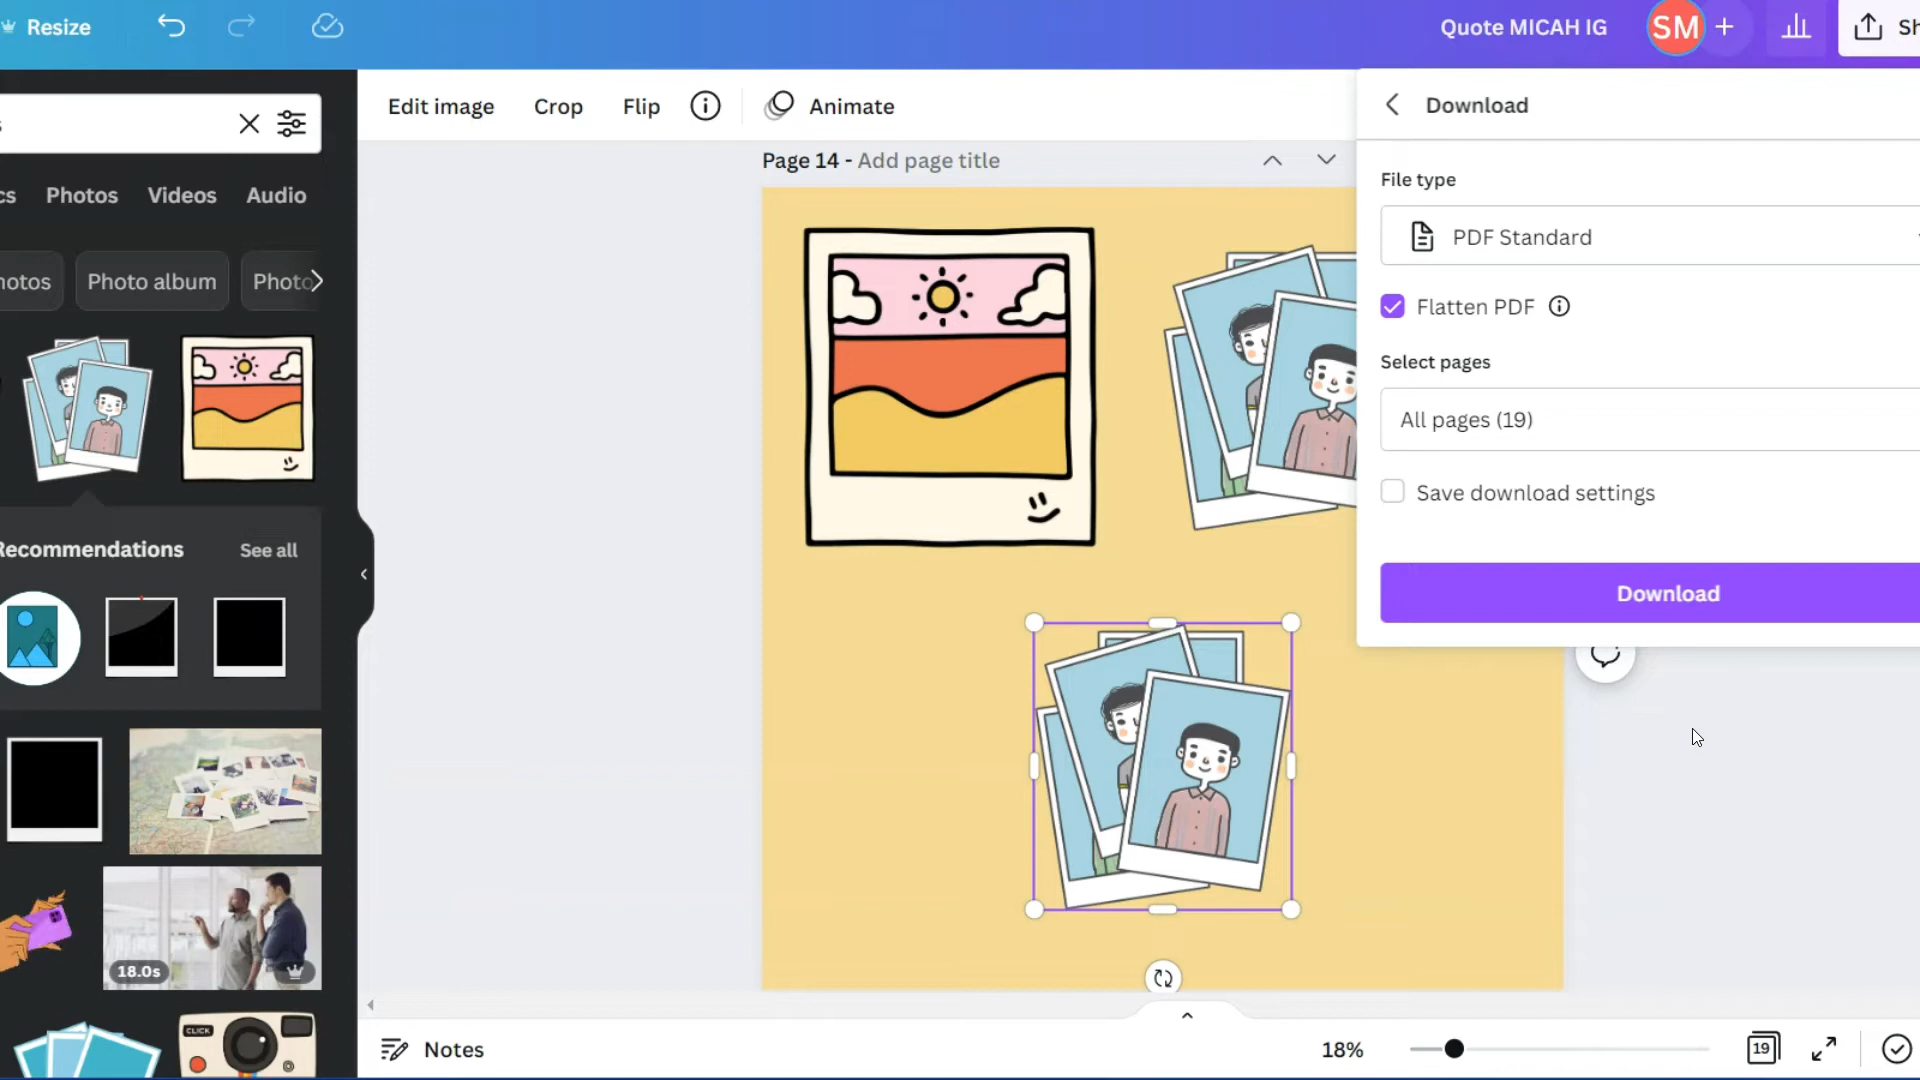 Resize
Quote MICAH IG
SM
Sh
s
Edit image
Crop
Flip
Animate
Download
Page 14 - Add page title
File type
cs
Photos
Videos
Audio
PDF Standard
otos
Photo album
Photo
Flatten PDF
Select pages
All pages (19)
Save download settings
Recommendations
See all
Download
18.0s
CLICK
Notes
18%
19